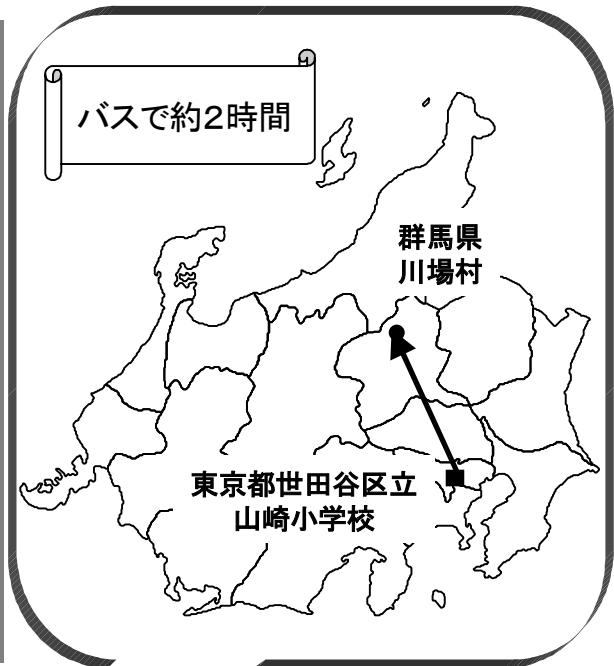 バスで約2時間
群馬県
川場村
東京都世田谷区立
山崎小学校